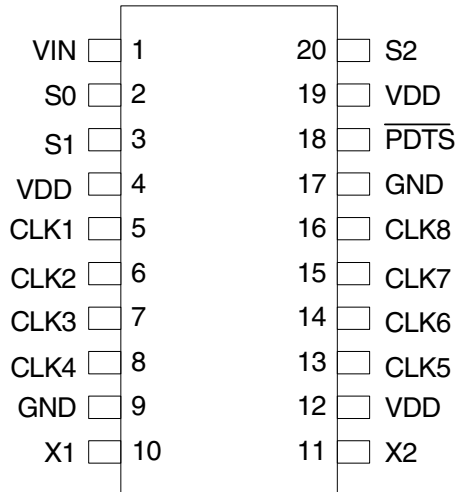 VIN 1 20 S2
S0 2 19 VDD
S1 3 18 PDTS
VDD 4 17 GND
CLK1 5 16 CLK8
CLK2 6 15 CLK7
CLK3 7 14 CLK6
CLK4 8 13 CLK5
GND 9 12 VDD
X1 10 11 X2